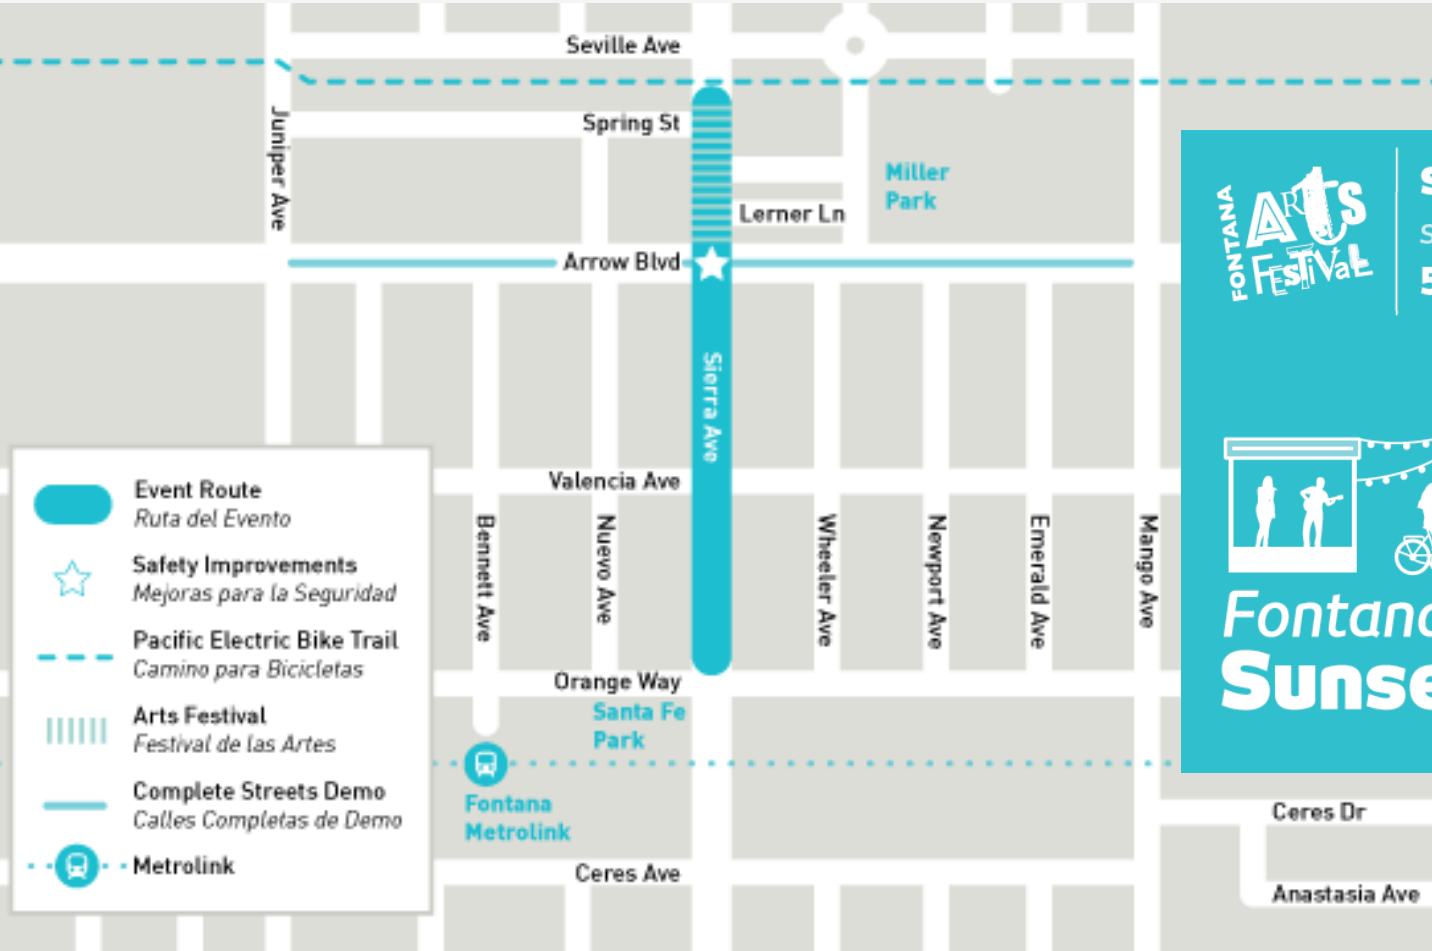 Seville Ave
Juniper Ave
Spring St
Miller
Park
Lerner Ln
Arrow Blvd
Sierra Ave
Valencia Ave
Bennett Ave
Nuevo Ave
Wheeler Ave
Newport Ave
Emerald Ave
Mango Ave
Orange Way
Santa Fe
Park
Fontana
Metrolink
Ceres Ave
Ceres Dr
Anastasia Ave
Event Route
Ruta del Evento
Safety Improvements
Mejoras para la Seguridad
Pacific Electric Bike Trail
Camino para Bicicletas
Arts Festival
Festival de las Artes
Complete Streets Demo
Calles Completas de Demo
Metrolink
FONTANA
ARts
FESTiVaL
S
S
5
Fontana
Sunse